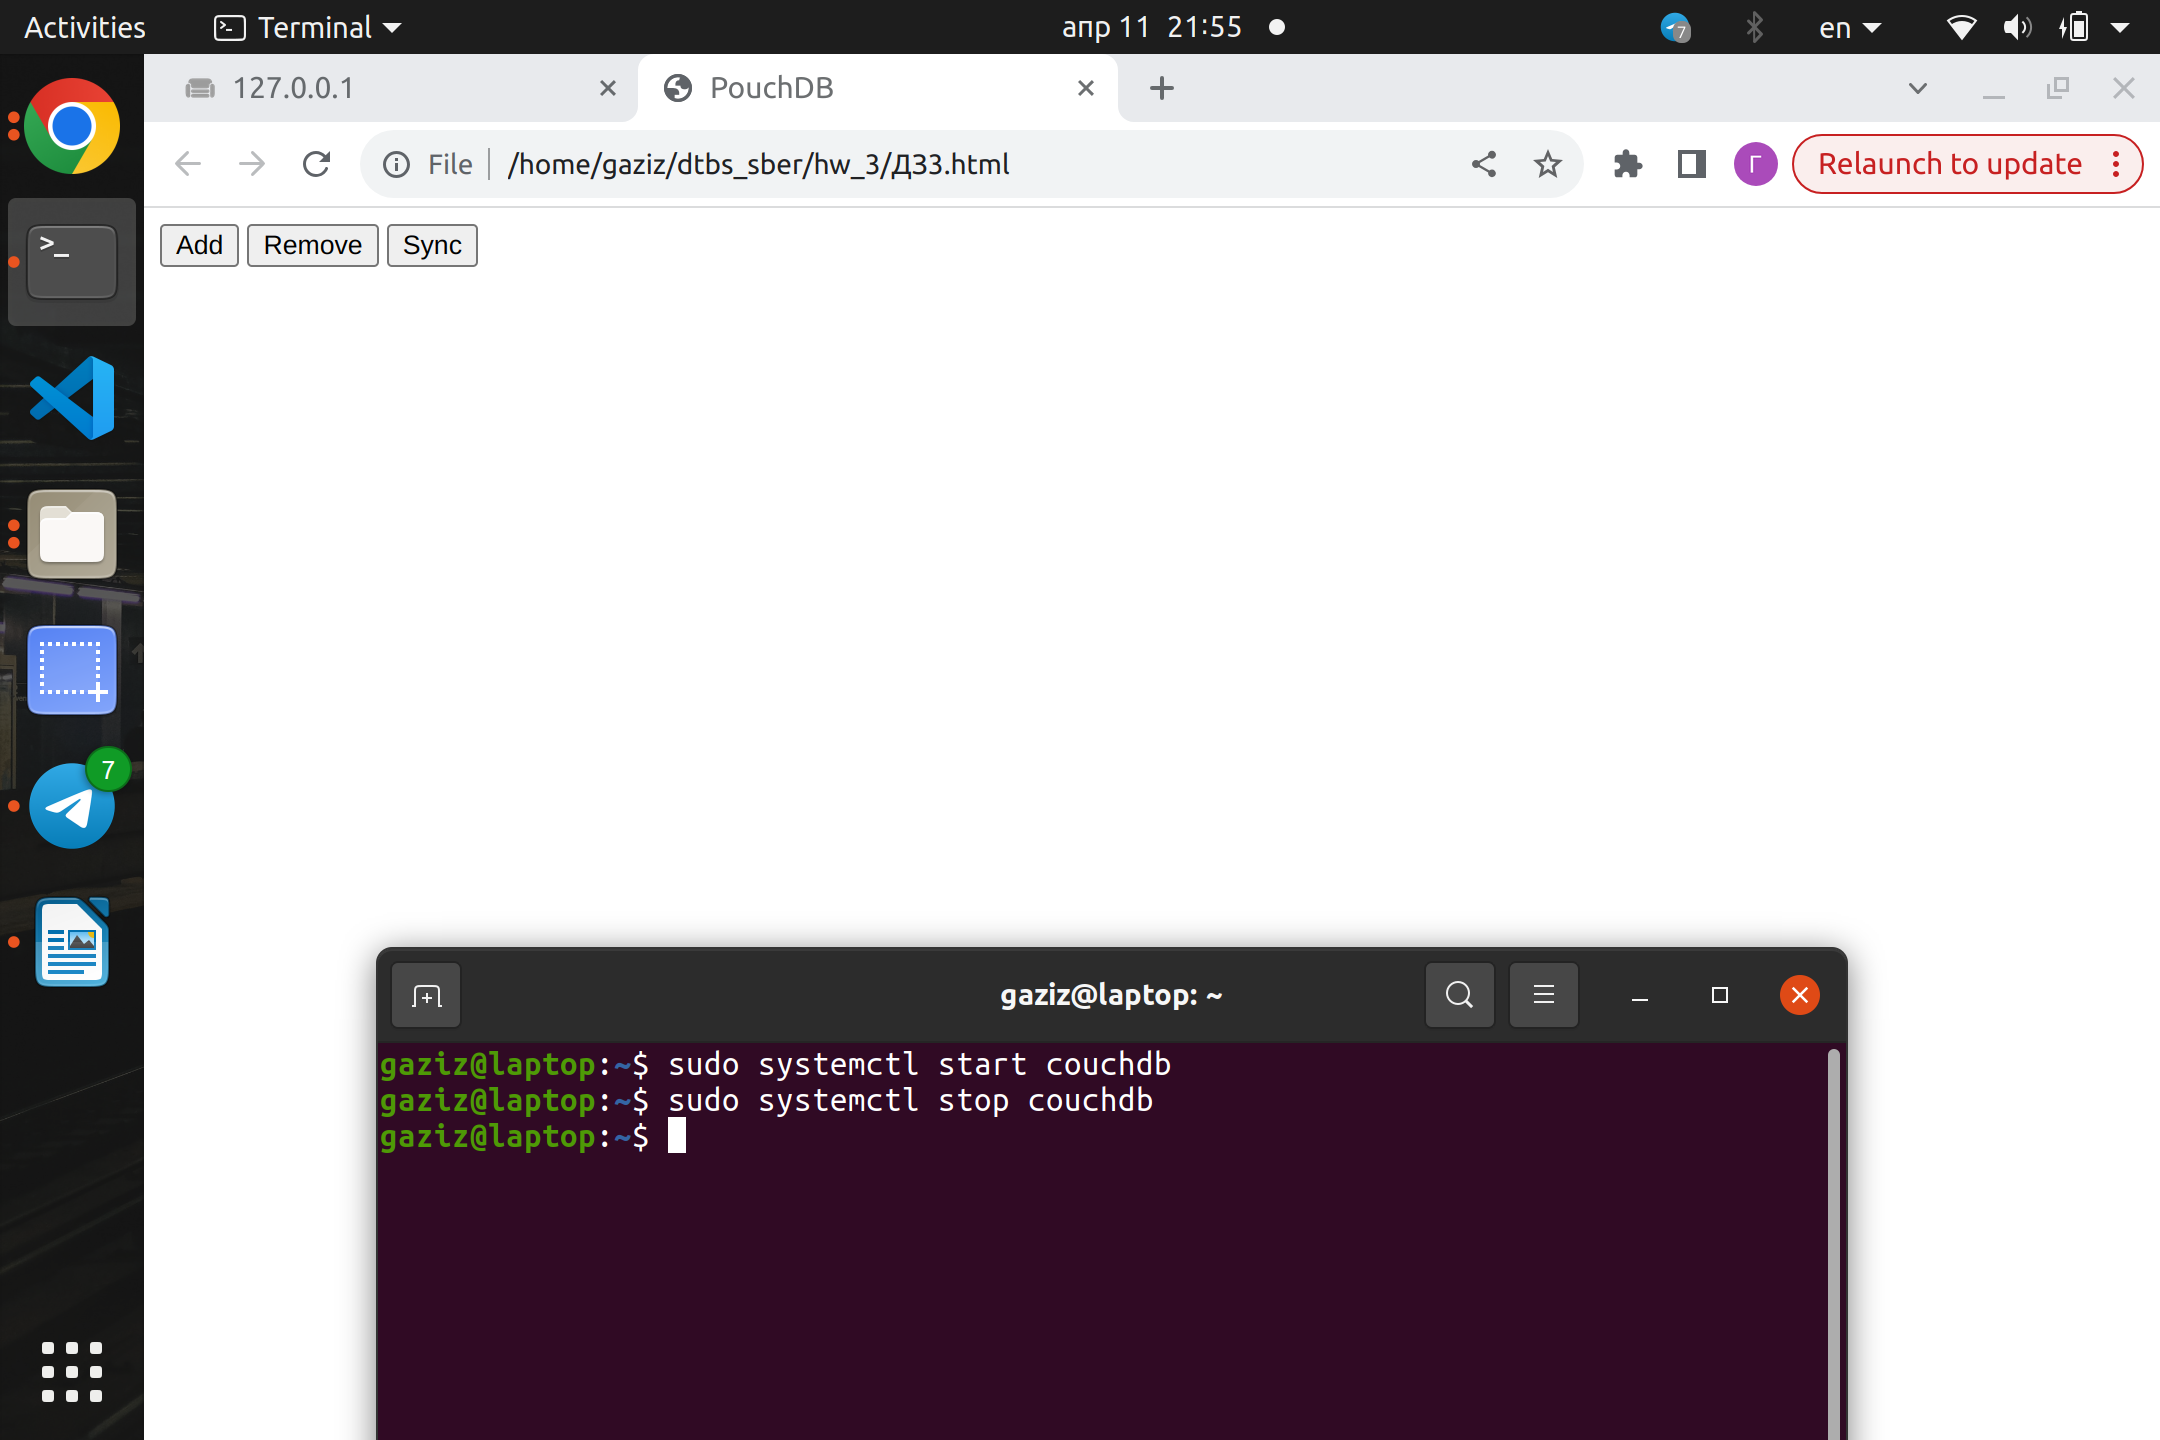 Activities
Terminal
апр 11 21:55
7
en
127.0.0.1
PouchDB
File
/home/gaziz/dtbs_sber/hw_3/ДЗ3.html
Г
Relaunch to update
Add
Remove
Sync
>_
7
gaziz@laptop: ~
gaziz@laptop:~$ sudo systemctl start couchdb
gaziz@laptop:~$ sudo systemctl stop couchdb
gaziz@laptop:~$